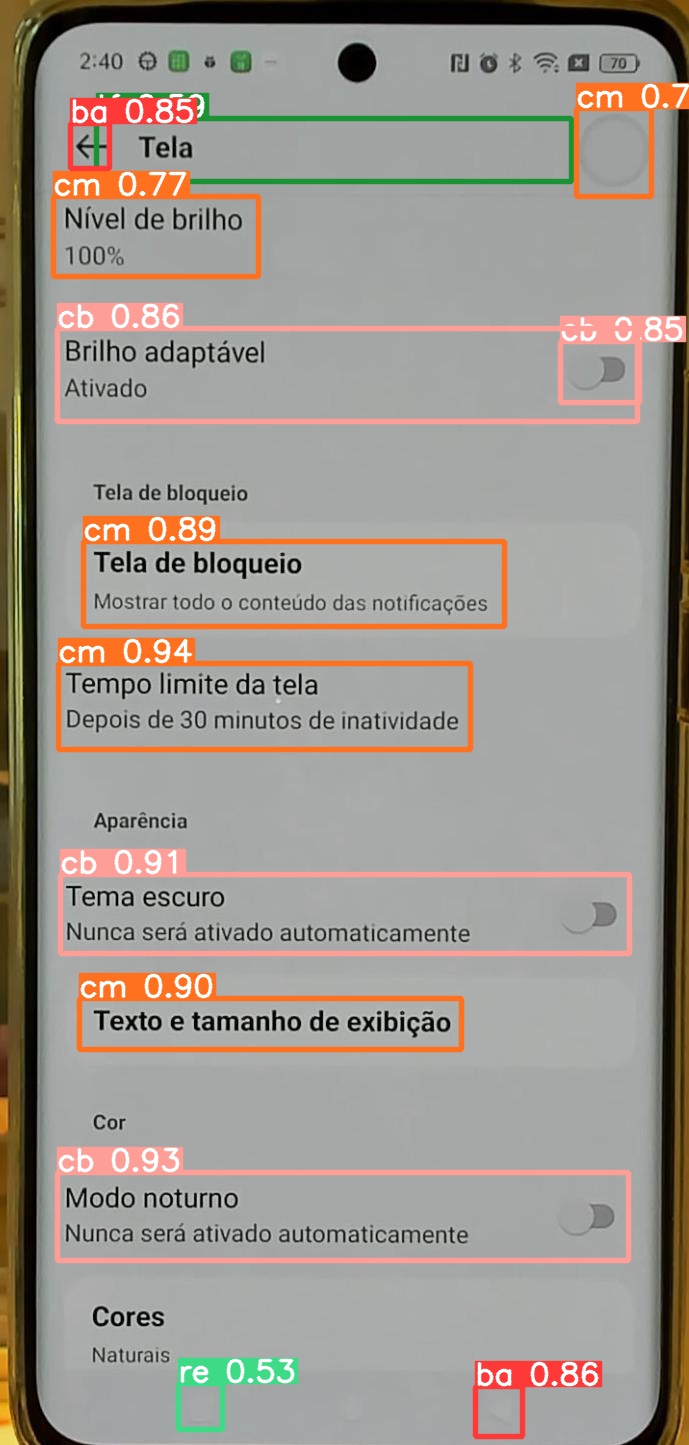 2:40
70
ba 0.85
cm 0.7
Tela
cm 0.77
Nível de brilho
100%
cb 0.86
cb 0.85
Brilho adaptável
Ativado
Tela de bloqueio
cm 0.89
Tela de bloqueio
Mostrar todo o conteúdo das notificações
cm 0.94
Tempo limite da tela
Depois de 30 minutos de inatividade
Aparência
cb 0.91
Tema escuro
Nunca será ativado automaticamente
cm 0.90
Texto e tamanho de exibição
Cor
cb 0.93
Modo noturno
Nunca será ativado automaticamente
Cores
Naturais
re 0.53
ba 0.86